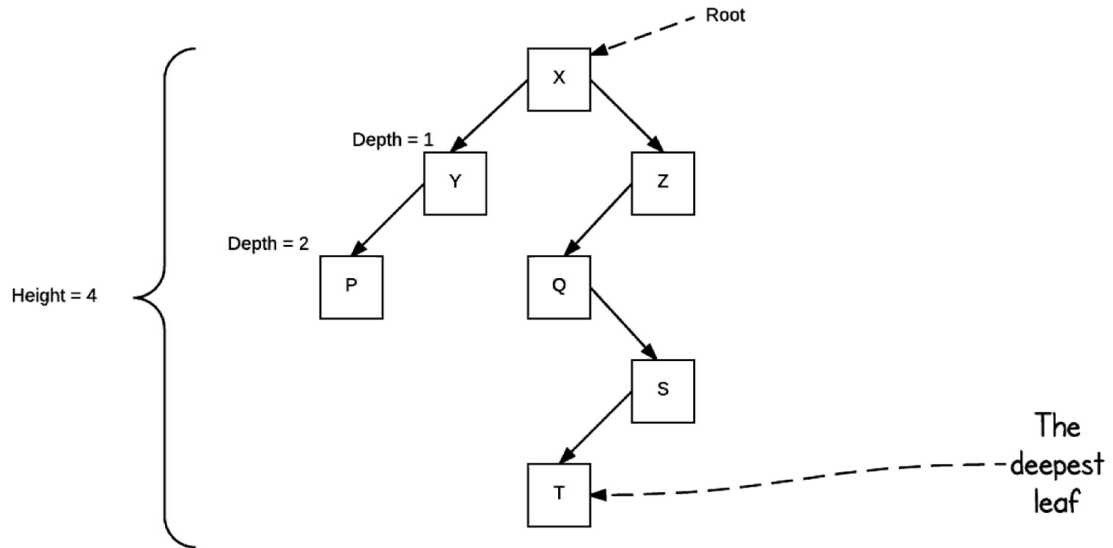 Root
X
Depth = 1
Y
Z
Depth = 2
P
Q
Height = 4
S
The
deepest
leaf
T